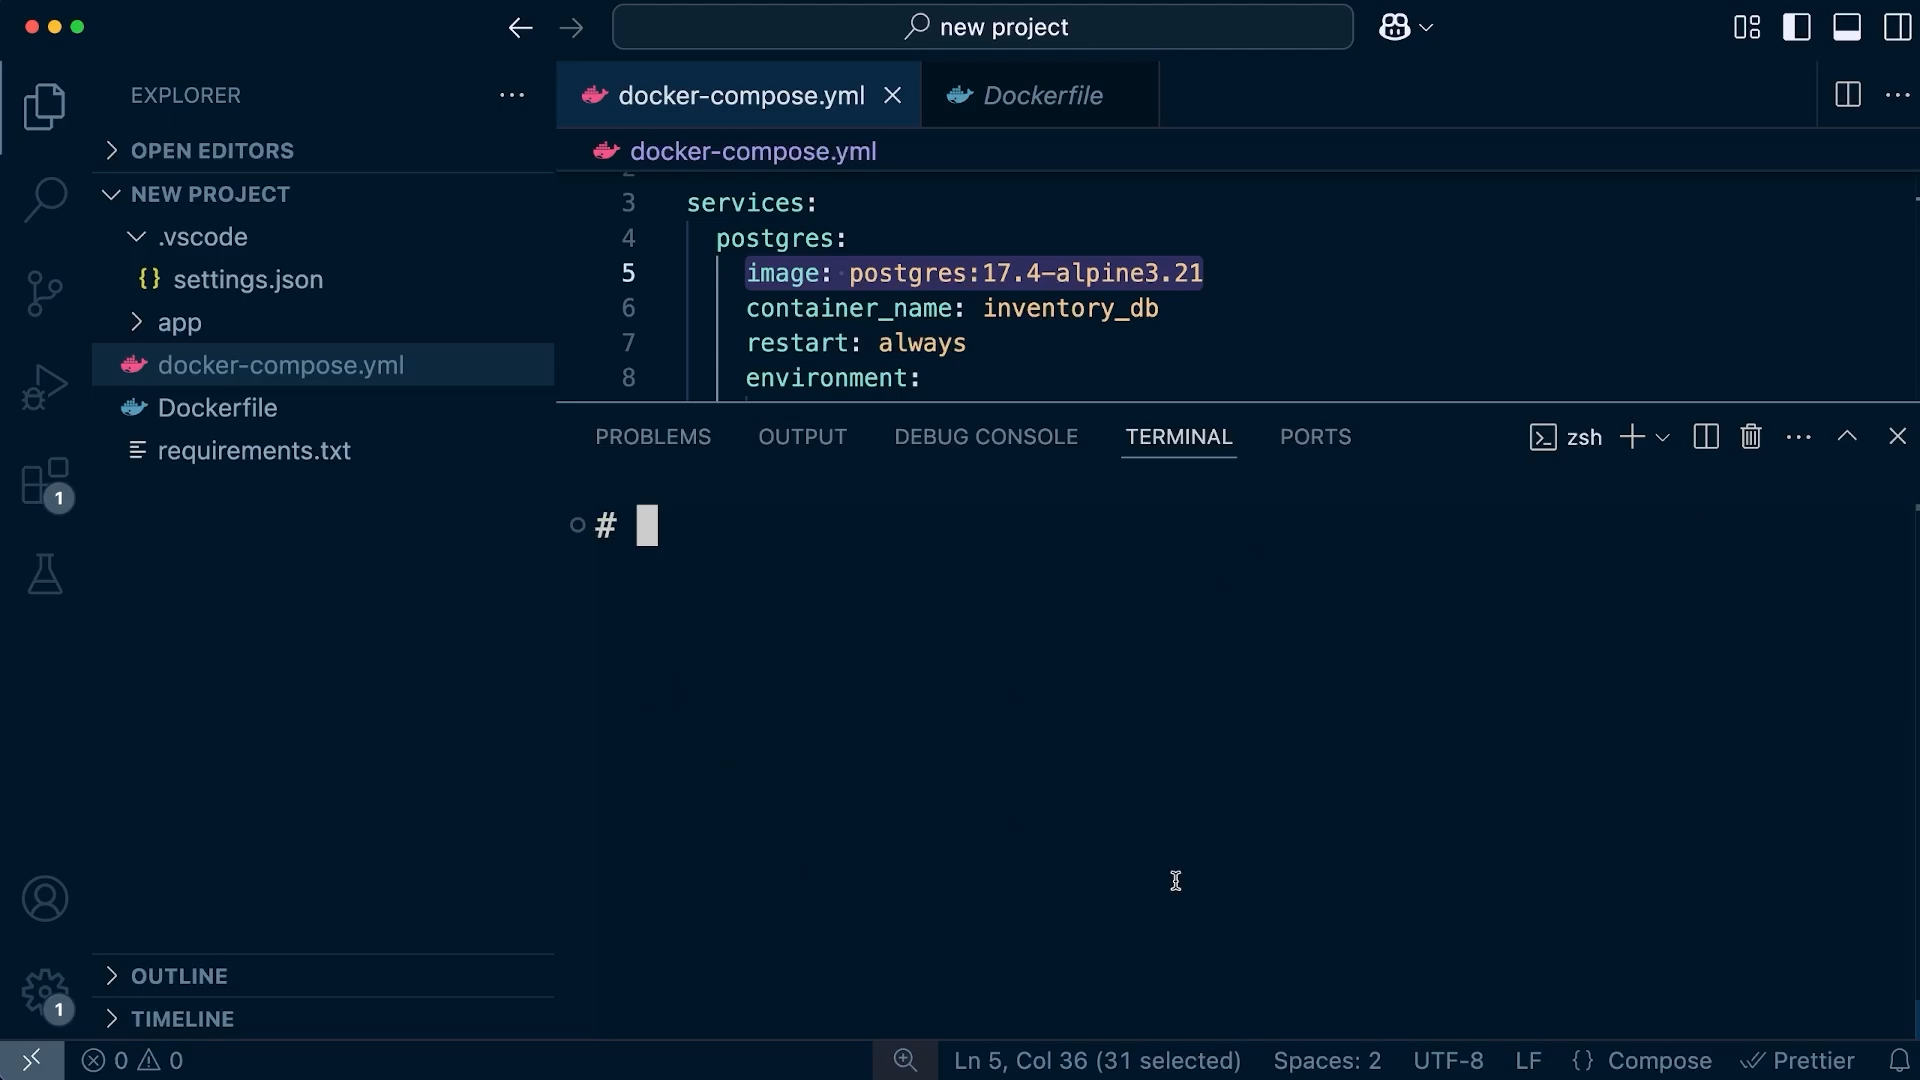 new project
EXPLORER
OPEN EDITORS
NEW PROJECT
.vscode
{} settings.json
app
docker-compose.yml
Dockerfile
requirements.txt
OUTLINE
TIMELINE
1
1
docker-compose.yml
Dockerfile
docker-compose.yml
3 services:
4 postgres:
5 image: postgres:17.4-alpine3.21
6 container_name: inventory_db
7 restart: always
8 environment:
PROBLEMS OUTPUT DEBUG CONSOLE TERMINAL PORTS zsh
#
0 0 Ln 5, Col 36 (31 selected) Spaces: 2 UTF-8 LF {} Compose Prettier